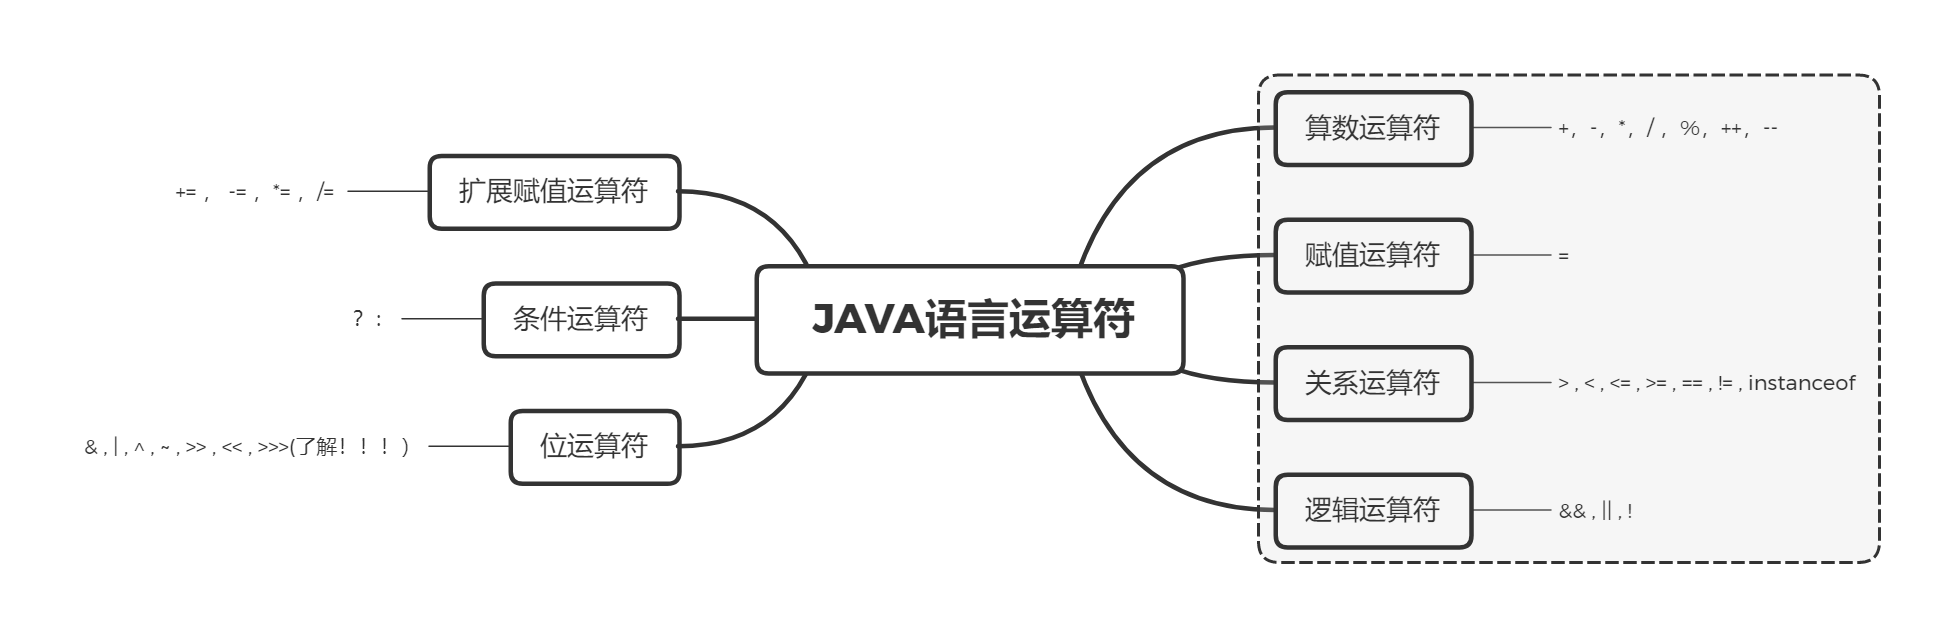 JAVA语言运算符
算数运算符
+， -， *， / ， %， ++， --
赋值运算符
=
关系运算符
> , < , <= , >= , == , != , instanceof
逻辑运算符
&& , || , !
扩展赋值运算符
+= ， -= ， *= ， /=
条件运算符
？：
位运算符
& , | , ^ , ~ , >> , << , >>>(了解！！！)